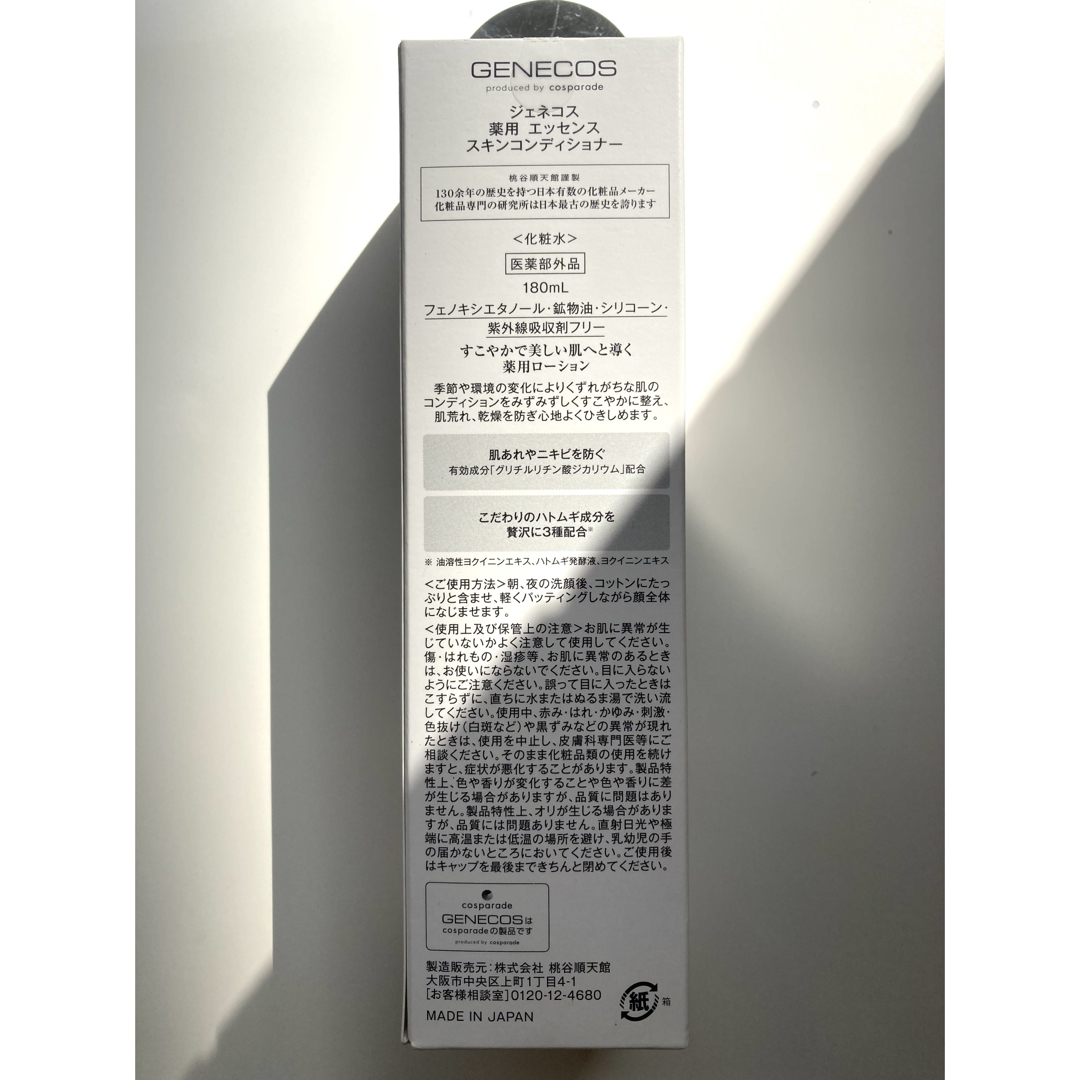 GENECOS
produced by cosparade
ジェネコス
薬用 エッセンス
スキンコンディショナー
桃谷順天館謹製
130余年の歴史を持つ日本有数の化粧品メーカー
化粧品専門の研究所は日本最古の歴史を誇ります
＜化粧水＞
医薬部外品
180mL
フェノキシエタノール・鉱物油・シリコーン・
紫外線吸収剤フリー
すこやかで美しい肌へと導く
薬用ローション
季節や環境の変化によりくずれがちな肌の
コンディションをみずみずしくすこやかに整え、
肌荒れ、乾燥を防ぎ心地よくひきしめます。
肌あれやニキビを防ぐ
有効成分「グリチルリチン酸ジカリウム」配合
こだわりのハトムギ成分を
贅沢に3種配合※
※ 油溶性ヨクイニンエキス、ハトムギ発酵液、ヨクイニンエキス
＜ご使用方法＞朝、夜の洗顔後、コットンにたっ
ぷりと含ませ、軽くパッティングしながら顔全体
になじませます。
＜使用上及び保管上の注意＞お肌に異常が生
じていないかよく注意して使用してください。
傷・はれもの・湿疹等、お肌に異常のあるとき
は、お使いにならないでください。目に入らない
ようにご注意ください。誤って目に入ったときは
こすらずに、直ちに水またはぬるま湯で洗い流
してください。使用中、赤み・はれ・かゆみ・刺激・
色抜け(白斑など)や黒ずみなどの異常が現れ
たときは、使用を中止し、皮膚科専門医等にご
相談ください。そのまま化粧品類の使用を続け
ますと、症状が悪化することがあります。製品特
性上、色や香りが変化することや色や香りに差
が生じる場合がありますが、品質に問題はあり
ません。製品特性上、オリが生じる場合がありま
すが、品質には問題ありません。直射日光や極
端に高温または低温の場所を避け、乳幼児の手
の届かないところにおいてください。ご使用後
はキャップを最後まできちんと閉めてください。
cosparade
GENECOSは
cosparadeの製品です
produced by cosparade
製造販売元：株式会社 桃谷順天館
大阪市中央区上町1丁目4-1
[お客様相談室]0120-12-4680
MADE IN JAPAN
紙 箱